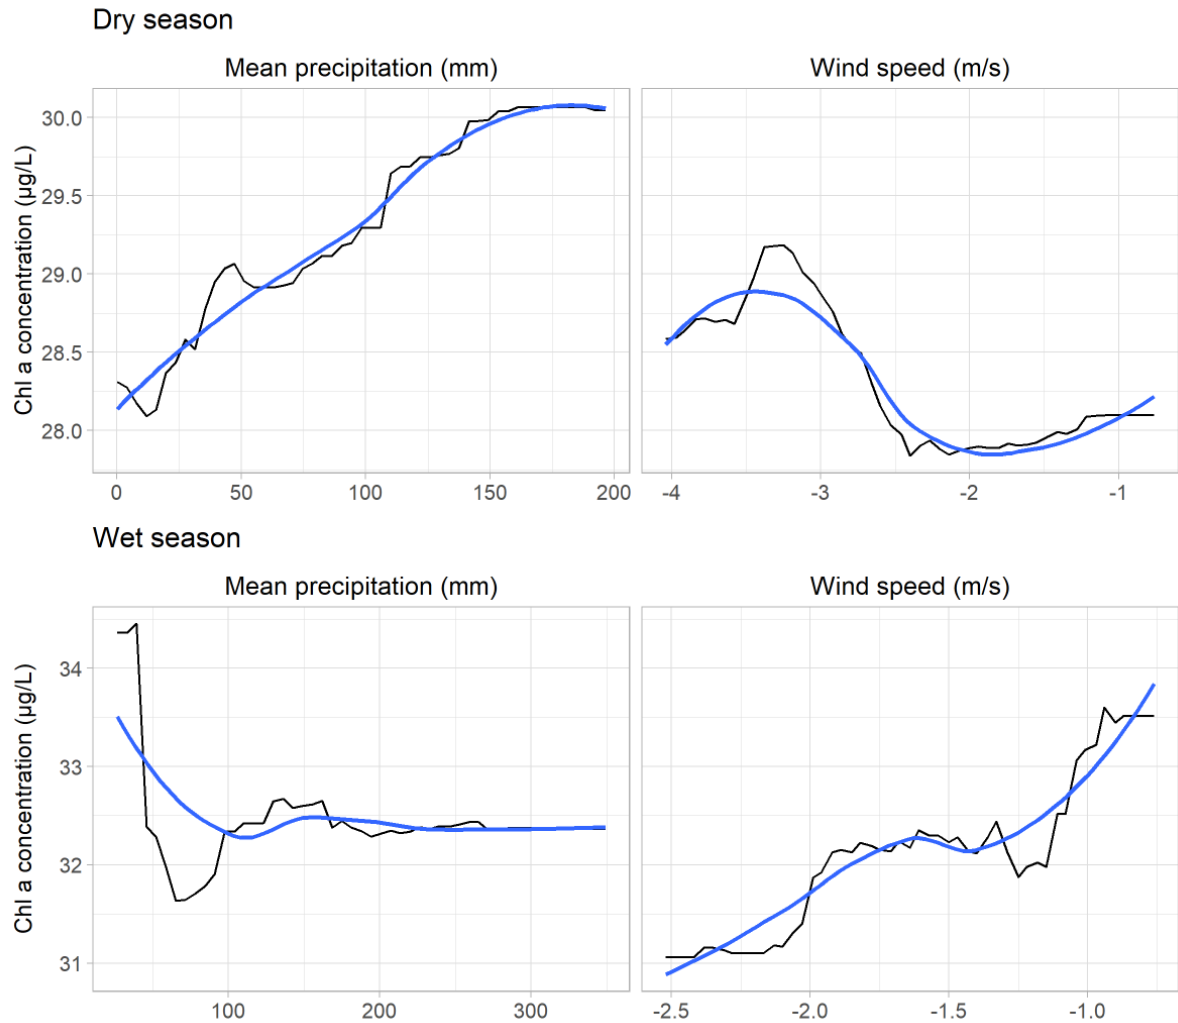 Dry season
Mean precipitation (mm) Wind speed (m/s)
Chl a concentration (µg/L)
30.0
29.5
29.0
28.5
28.0
0 50 100 150 200 -4 -3 -2 -1
Wet season
Mean precipitation (mm) Wind speed (m/s)
Chl a concentration (µg/L)
34
33
32
31
100 200 300 -2.5 -2.0 -1.5 -1.0